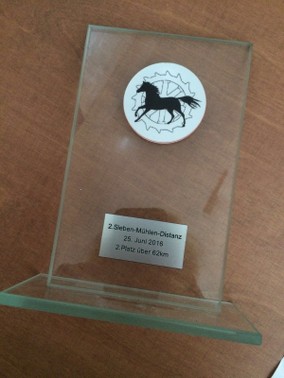 2.Sieben-Mühlen-Distanz
25. Juni 2016
2.Platz über 62km